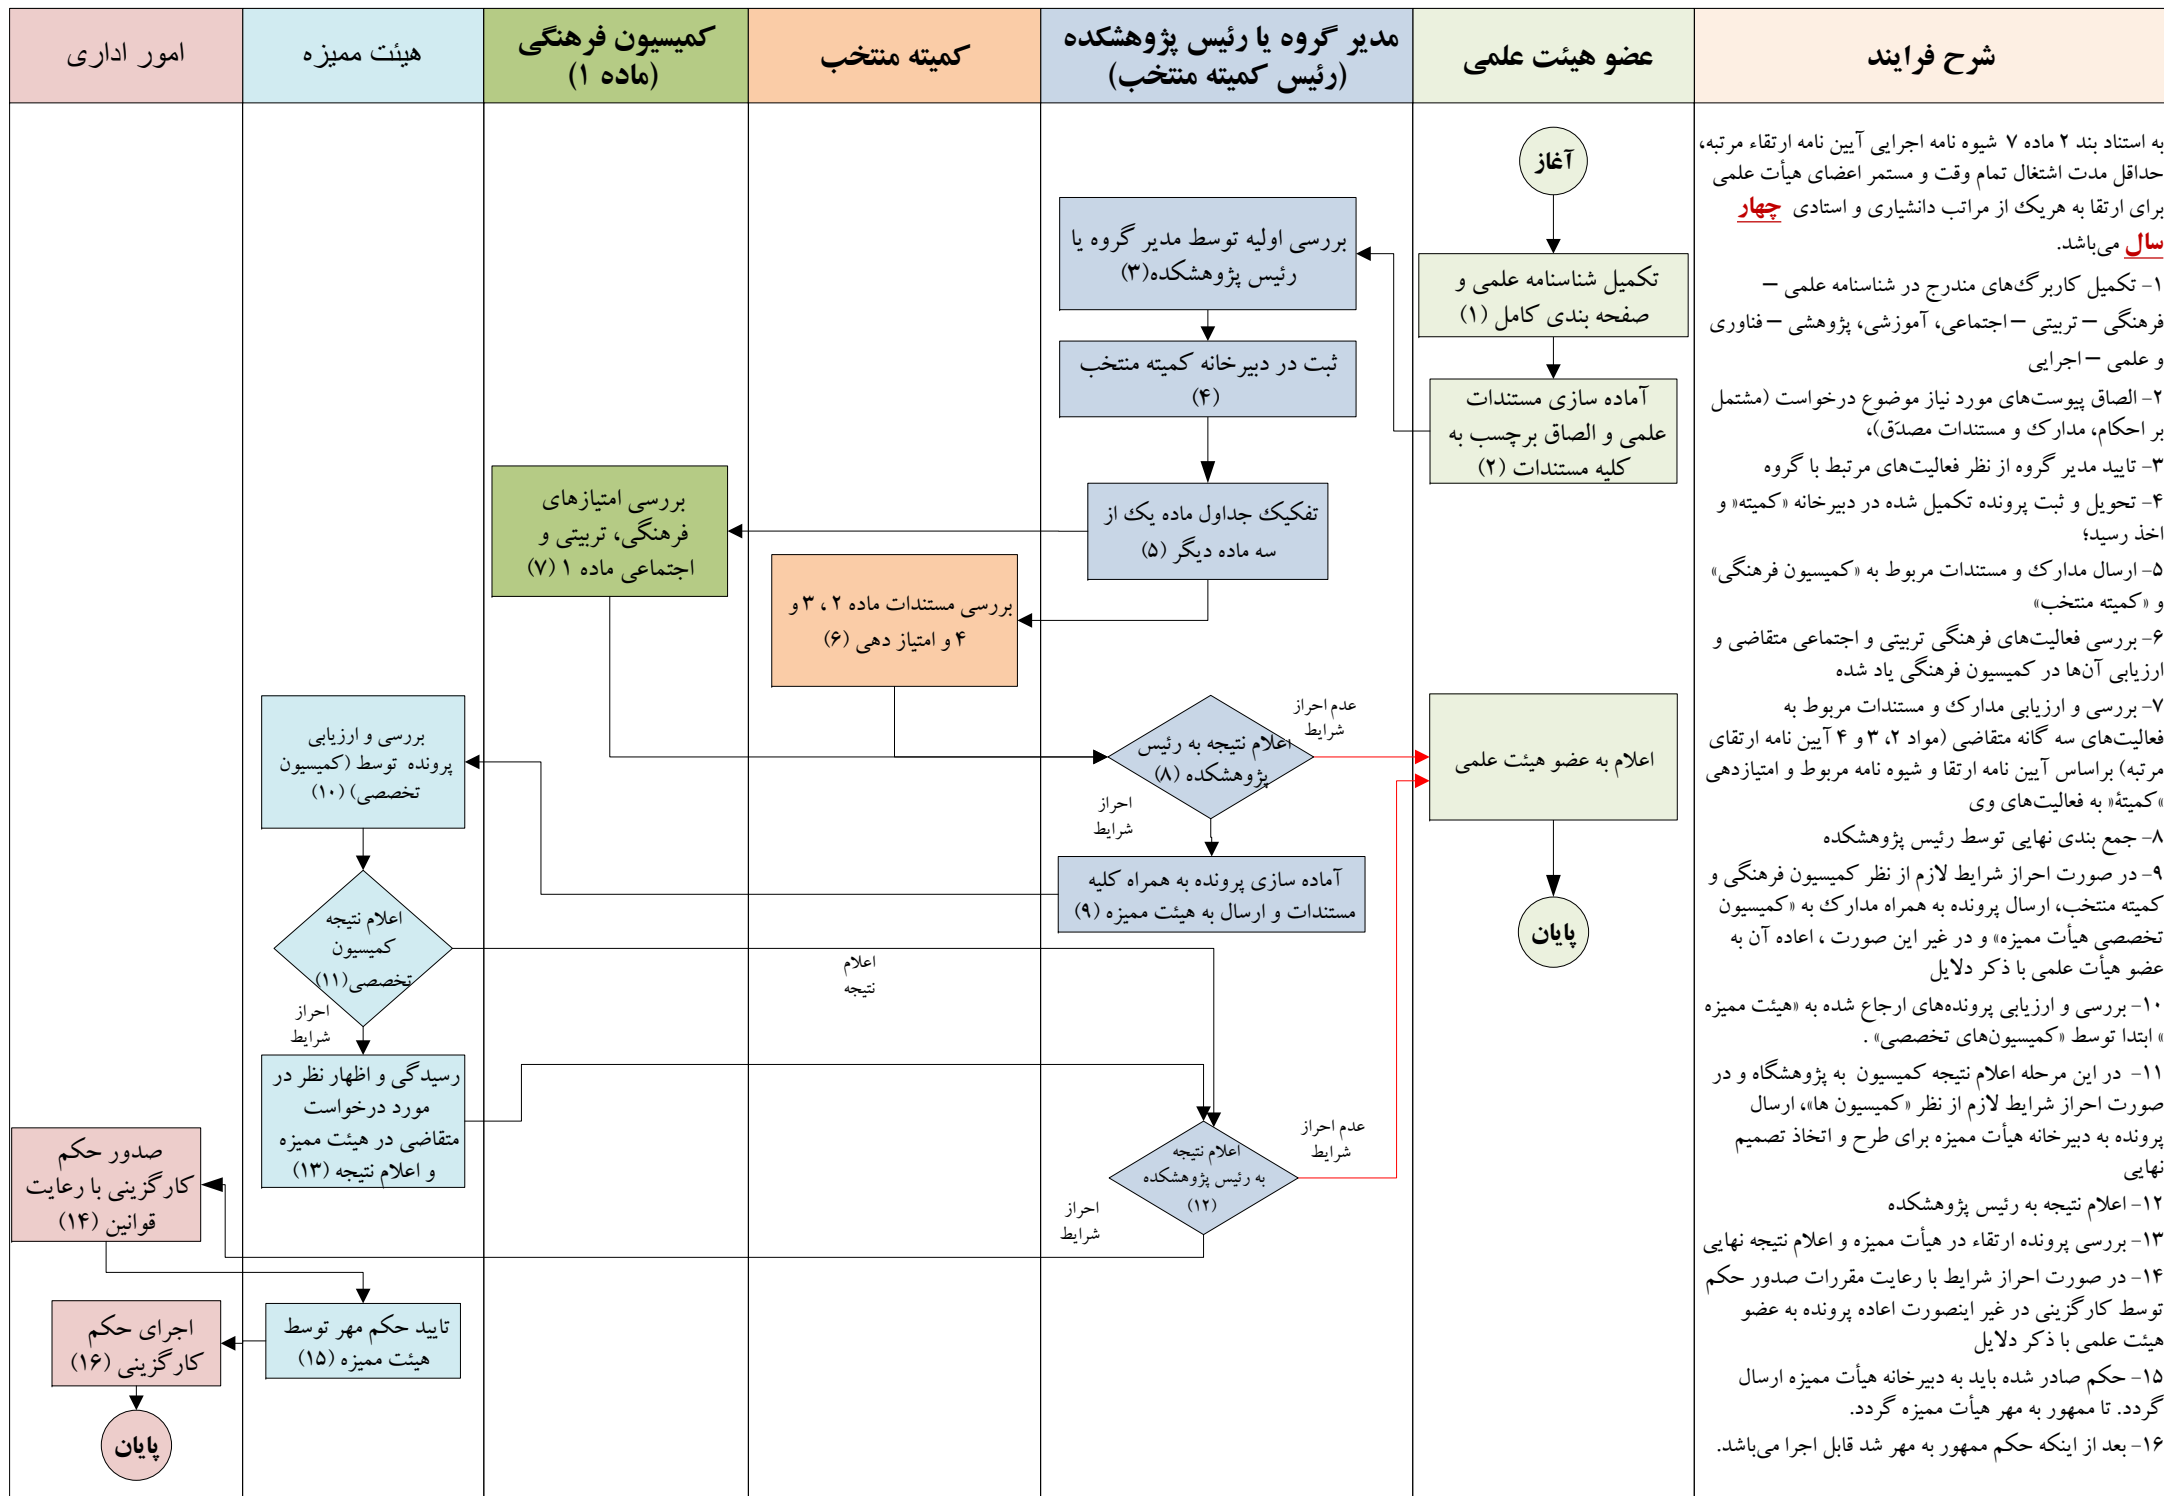 شرح فرایند
عضو هیئت علمی
مدیر گروه یا رئیس پژوهشکده
(رئیس کمیته منتخب)
کمیته منتخب
کمیسیون فرهنگی
(ماده ۱)
هیئت ممیزه
امور اداری
به استناد بند ۲ ماده ۷ شیوه نامه اجرایی آیین نامه ارتقاء مرتبه،
حداقل مدت اشتغال تمام وقت و مستمر اعضای هیأت علمی
برای ارتقا به هریک از مراتب دانشیاری و استادی چهار
سال می‌باشد.
۱- تکمیل کاربرگ‌های مندرج در شناسنامه علمی –
فرهنگی – تربیتی – اجتماعی، آموزشی، پژوهشی – فناوری
و علمی – اجرایی
۲- الصاق پیوست‌های مورد نیاز موضوع درخواست (مشتمل
بر احکام، مدارک و مستندات مصدَق)،
۳- تایید مدیر گروه از نظر فعالیت‌های مرتبط با گروه
۴- تحویل و ثبت پرونده تکمیل شده در دبیرخانه «کمیته« و
اخذ رسید؛
۵- ارسال مدارک و مستندات مربوط به «کمیسیون فرهنگی»
و «کمیته منتخب»
۶- بررسی فعالیت‌های فرهنگی تربیتی و اجتماعی متقاضی و
ارزیابی آن‌ها در کمیسیون فرهنگی یاد شده
۷- بررسی و ارزیابی مدارک و مستندات مربوط به
فعالیت‌های سه گانه متقاضی (مواد ۲، ۳ و ۴ آیین نامه ارتقای
مرتبه) براساس آیین نامه ارتقا و شیوه نامه مربوط و امتیازدهی
»کمیتۀ« به فعالیت‌های وی
۸- جمع بندی نهایی توسط رئیس پژوهشکده
۹- در صورت احراز شرایط لازم از نظر کمیسیون فرهنگی و
کمیته منتخب، ارسال پرونده به همراه مدارک به «کمیسیون
تخصصی هیأت ممیزه» و در غیر این صورت ، اعاده آن به
عضو هیأت علمی با ذکر دلایل
۱۰- بررسی و ارزیابی پرونده‌های ارجاع شده به «هیئت ممیزه
» ابتدا توسط «کمیسیون‌های تخصصی» .
۱۱- در این مرحله اعلام نتیجه کمیسیون به پژوهشگاه و در
صورت احراز شرایط لازم از نظر «کمیسیون ها»، ارسال
پرونده به دبیرخانه هیأت ممیزه برای طرح و اتخاذ تصمیم
نهایی
۱۲- اعلام نتیجه به رئیس پژوهشکده
۱۳- بررسی پرونده ارتقاء در هیأت ممیزه و اعلام نتیجه نهایی
۱۴- در صورت احراز شرایط با رعایت مقررات صدور حکم
توسط کارگزینی در غیر اینصورت اعاده پرونده به عضو
هیئت علمی با ذکر دلایل
۱۵- حکم صادر شده باید به دبیرخانه هیأت ممیزه ارسال
گردد. تا ممهور به مهر هیأت ممیزه گردد.
۱۶- بعد از اینکه حکم ممهور به مهر شد قابل اجرا می‌باشد.
آغاز
تکمیل شناسنامه علمی و
صفحه بندی کامل (۱)
آماده سازی مستندات
علمی و الصاق برچسب به
کلیه مستندات (۲)
اعلام به عضو هیئت علمی
پایان
بررسی اولیه توسط مدیر گروه یا
رئیس پژوهشکده(۳)
ثبت در دبیرخانه کمیته منتخب
(۴)
تفکیک جداول ماده یک از
سه ماده دیگر (۵)
عدم احراز
شرایط
اعلام نتیجه به رئیس
پژوهشکده (۸)
احراز
شرایط
آماده سازی پرونده به همراه کلیه
مستندات و ارسال به هیئت ممیزه (۹)
عدم احراز
شرایط
اعلام نتیجه
به رئیس پژوهشکده
(۱۲)
احراز
شرایط
بررسی مستندات ماده ۲ ، ۳ و
۴ و امتیاز دهی (۶)
اعلام
نتیجه
بررسی امتیازهای
فرهنگی، تربیتی و
اجتماعی ماده ۱ (۷)
بررسی و ارزیابی
پرونده توسط (کمیسیون
تخصصی) (۱۰)
اعلام نتیجه
کمیسیون
تخصصی(۱۱)
احراز
شرایط
رسیدگی و اظهار نظر در
مورد درخواست
متقاضی در هیئت ممیزه
و اعلام نتیجه (۱۳)
تایید حکم مهر توسط
هیئت ممیزه (۱۵)
صدور حکم
کارگزینی با رعایت
قوانین (۱۴)
اجرای حکم
کارگزینی (۱۶)
پایان